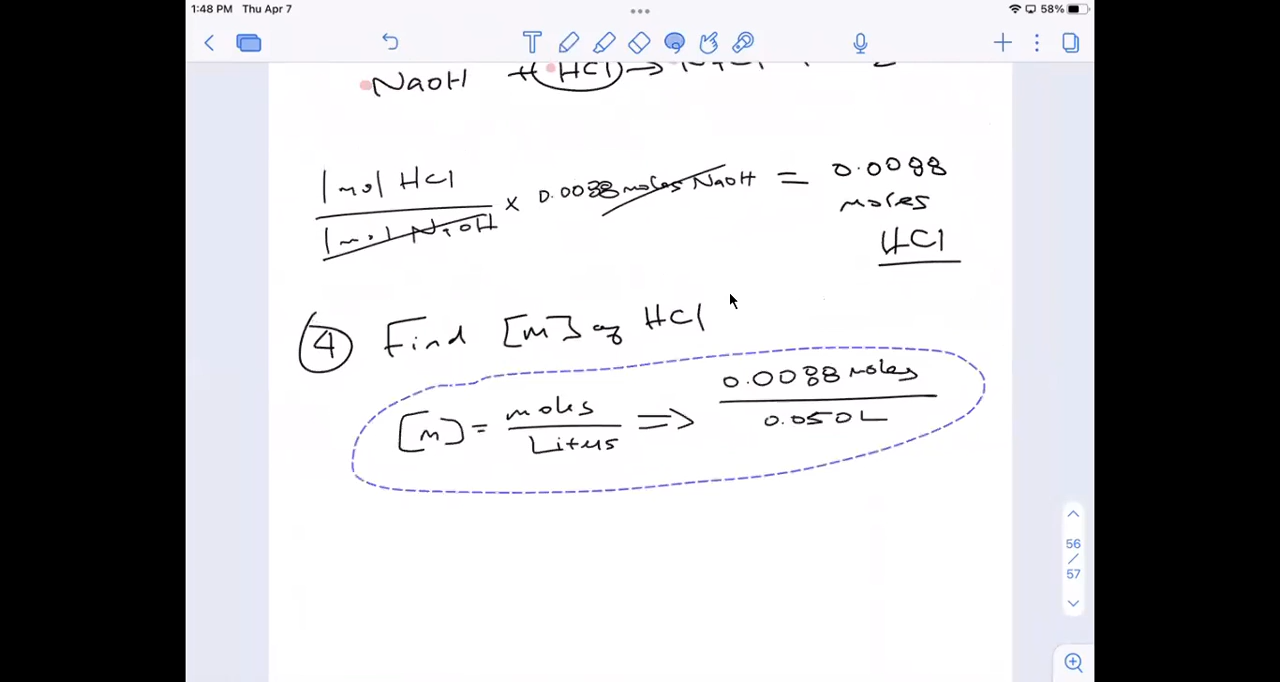 1:48 PM Thu Apr 7
58%
NaOH + HCl →
1 mol HCl
1 mol NaOH
x 0.0088 moles NaOH = 0.0088
moles
HCl
4 Find [m] of HCl
[m] = moles
Liters
=> 0.0088 moles
0.050L
56
57